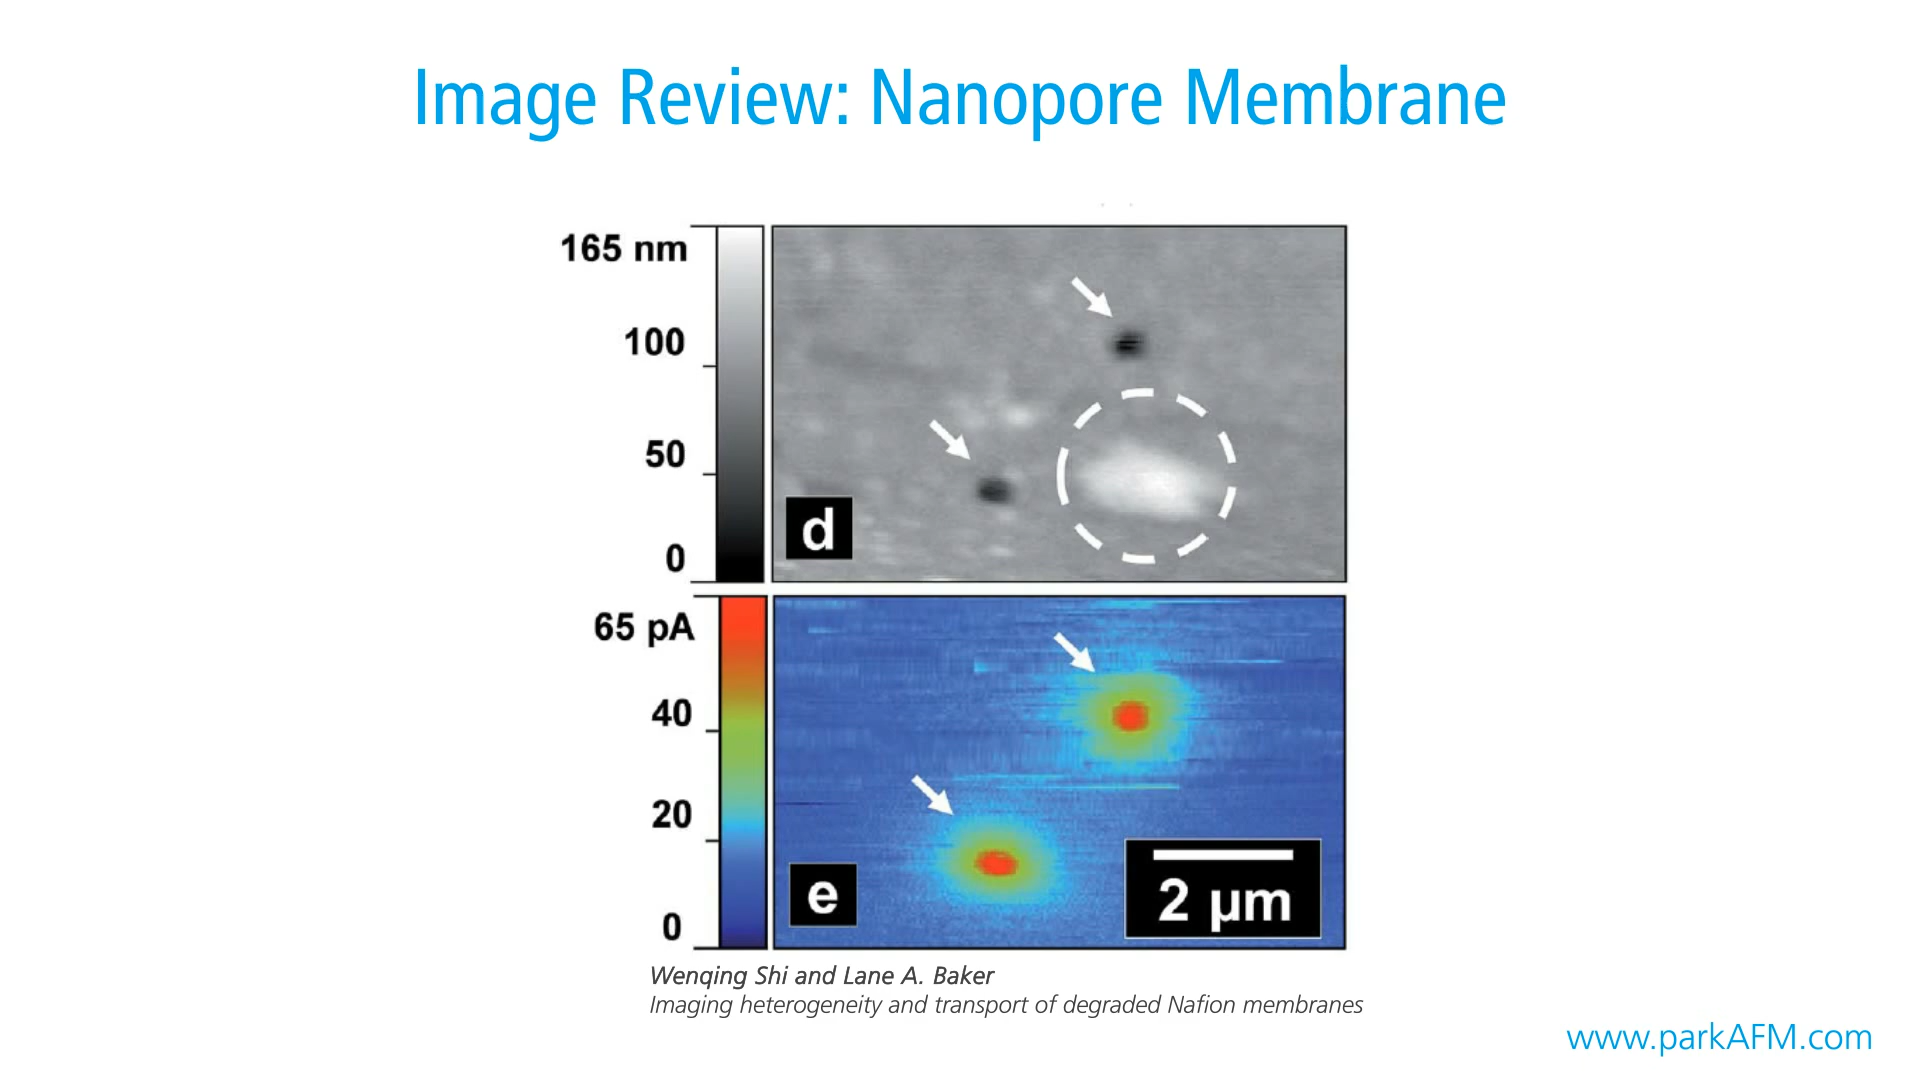 Image Review: Nanopore Membrane
165 nm
100
50
0
d
65 pA
40
20
0
e
2 µm
Wenqing Shi and Lane A. Baker
Imaging heterogeneity and transport of degraded Nafion membranes
www.parkAFM.com